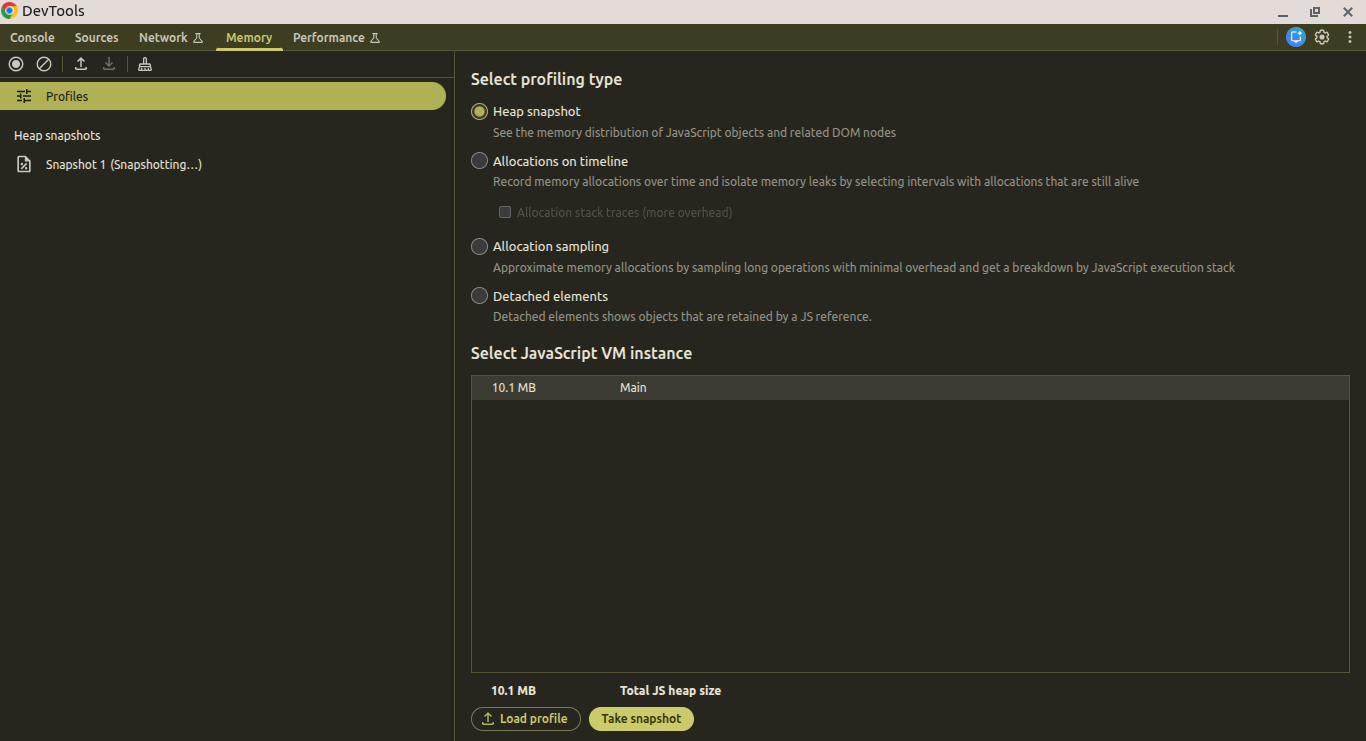 DevTools
Console Sources Network Memory Performance
Profiles
Heap snapshots
Snapshot 1 (Snapshotting…)
Select profiling type
Heap snapshot
See the memory distribution of JavaScript objects and related DOM nodes
Allocations on timeline
Record memory allocations over time and isolate memory leaks by selecting intervals with allocations that are still alive
Allocation stack traces (more overhead)
Allocation sampling
Approximate memory allocations by sampling long operations with minimal overhead and get a breakdown by JavaScript execution stack
Detached elements
Detached elements shows objects that are retained by a JS reference.
Select JavaScript VM instance
10.1 MB Main
10.1 MB Total JS heap size
Load profile Take snapshot